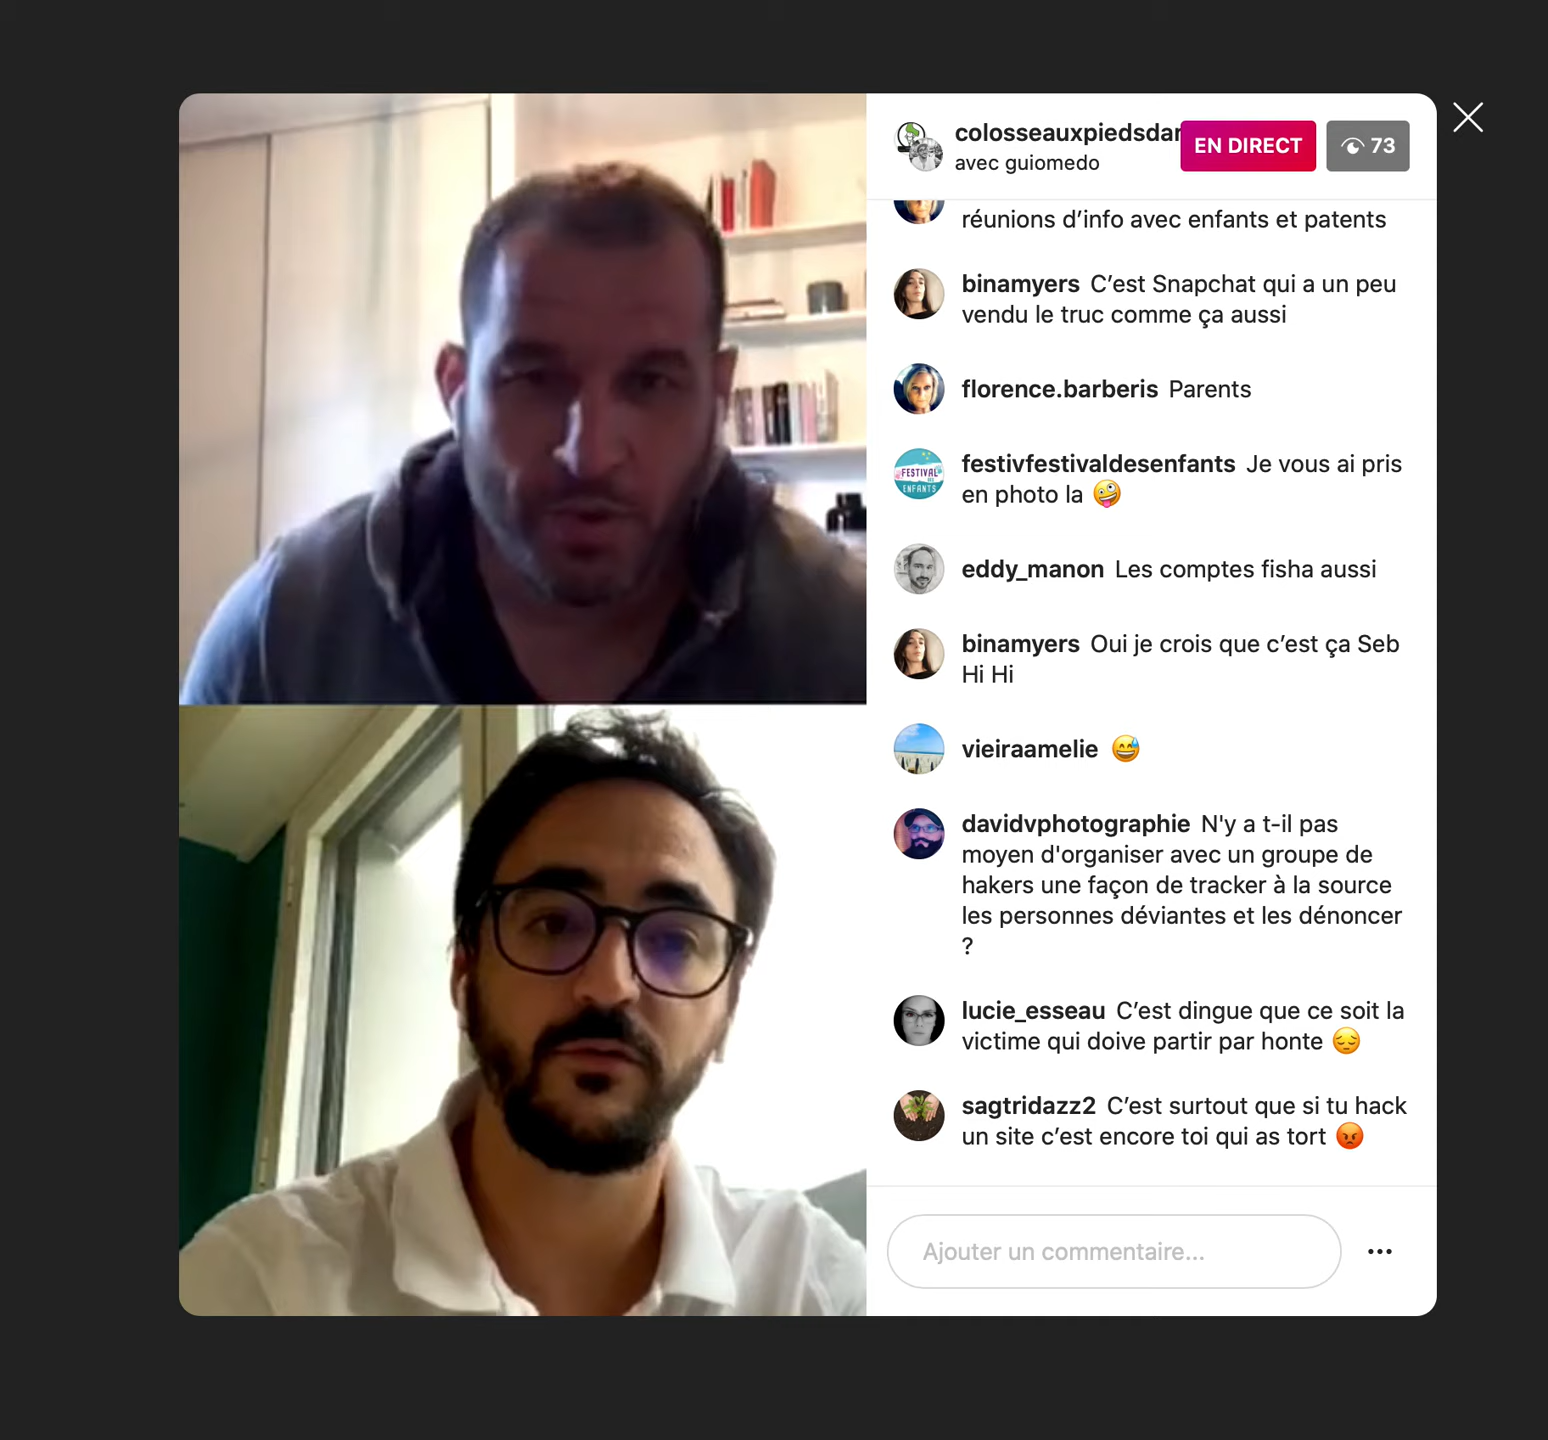 colosseauxpiedsdar
avec guiomedo
EN DIRECT
73
réunions d’info avec enfants et patents
binamyers C’est Snapchat qui a un peu
vendu le truc comme ça aussi
florence.barberis Parents
FESTIVAL
DES
ENFANTS
festivfestivaldesenfants Je vous ai pris
en photo la 🤪
eddy_manon Les comptes fisha aussi
binamyers Oui je crois que c’est ça Seb
Hi Hi
vieiraamelie 😅
davidvphotographie N'y a t-il pas
moyen d'organiser avec un groupe de
hakers une façon de tracker à la source
les personnes déviantes et les dénoncer
?
lucie_esseau C’est dingue que ce soit la
victime qui doive partir par honte 😔
sagtridazz2 C’est surtout que si tu hack
un site c’est encore toi qui as tort 😡
Ajouter un commentaire...